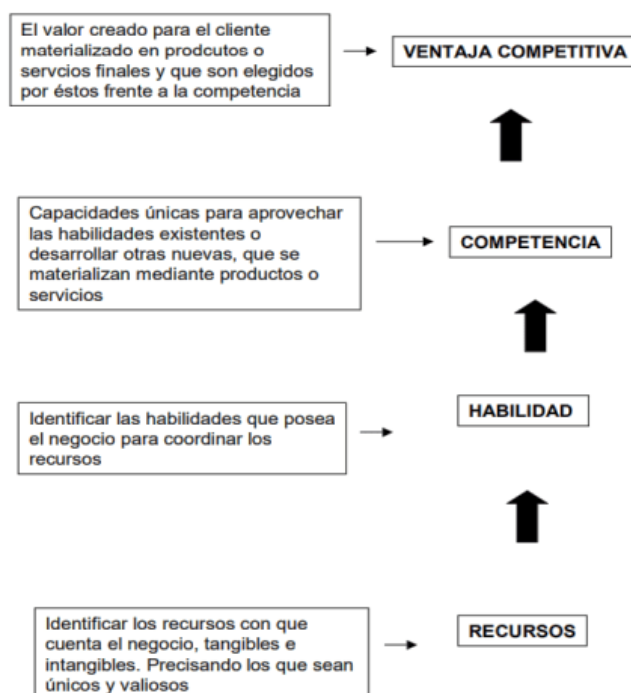 El valor creado para el cliente
materializado en prodcutos o
servcios finales y que son elegidos
por éstos frente a la competencia
VENTAJA COMPETITIVA
Capacidades únicas para aprovechar
las habilidades existentes o
desarrollar otras nuevas, que se
materializan mediante productos o
servicios
COMPETENCIA
Identificar las habilidades que posea
el negocio para coordinar los
recursos
HABILIDAD
Identificar los recursos con que
cuenta el negocio, tangibles e
intangibles. Precisando los que sean
únicos y valiosos
RECURSOS